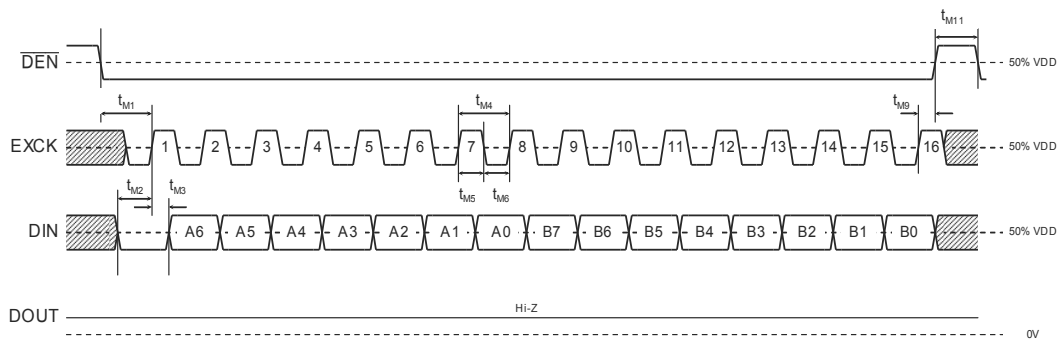 tM11
DEN
50% VDD
tM1
tM4
tM9
EXCK
1 2 3 4 5 6 7 8 9 10 11 12 13 14 15 16
50% VDD
tM2
tM3
tM5
tM6
DIN
A6 A5 A4 A3 A2 A1 A0 B7 B6 B5 B4 B3 B2 B1 B0
50% VDD
Hi-Z
DOUT
0V